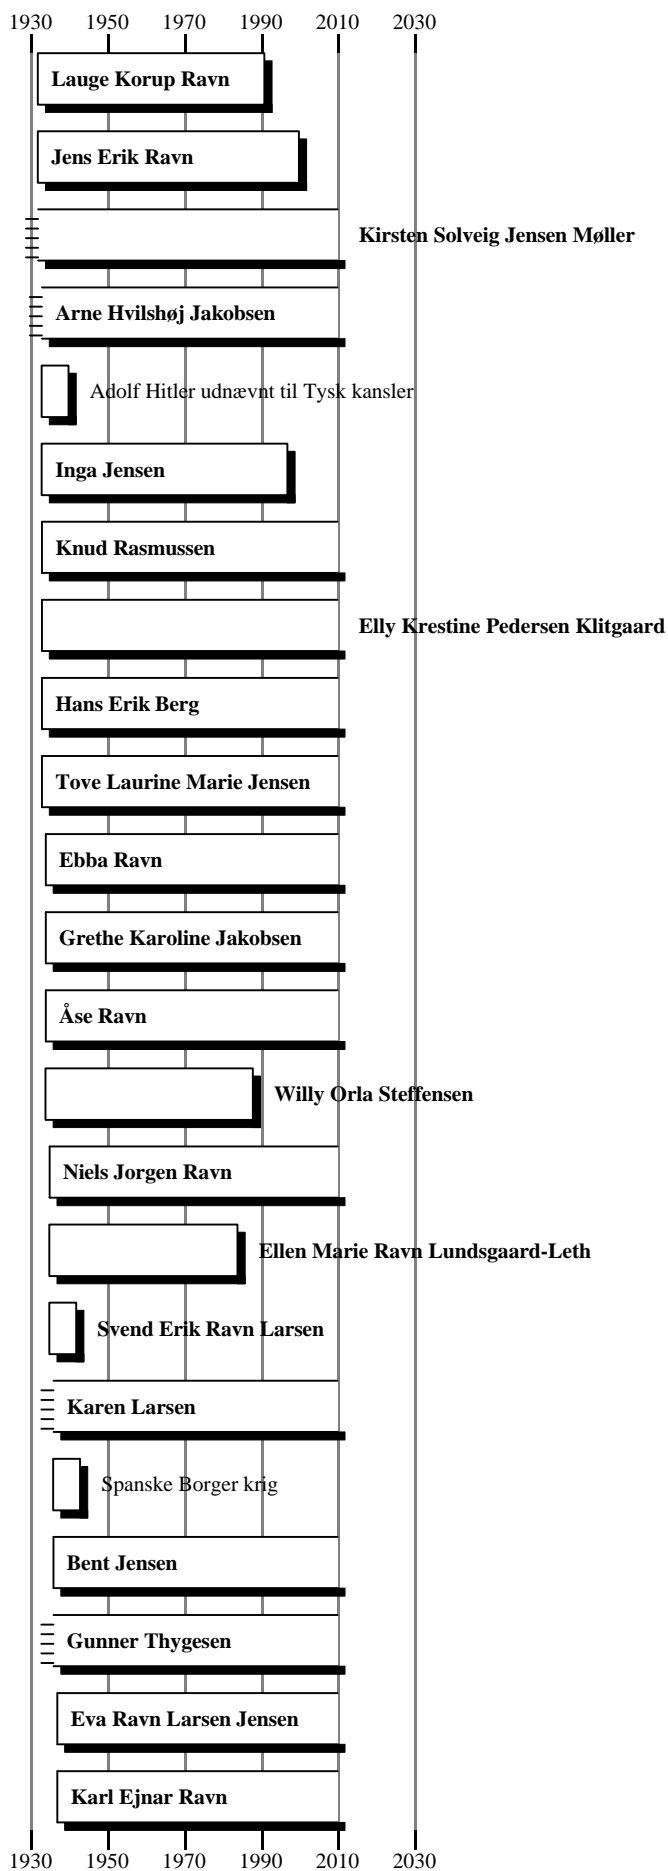 1930 1950 1970 1990 2010 2030
Lauge Korup Ravn
Jens Erik Ravn
Kirsten Solveig Jensen Møller
Arne Hvilshøj Jakobsen
Adolf Hitler udnævnt til Tysk kansler
Inga Jensen
Knud Rasmussen
Elly Krestine Pedersen Klitgaard
Hans Erik Berg
Tove Laurine Marie Jensen
Ebba Ravn
Grethe Karoline Jakobsen
Åse Ravn
Willy Orla Steffensen
Niels Jorgen Ravn
Ellen Marie Ravn Lundsgaard-Leth
Svend Erik Ravn Larsen
Karen Larsen
Spanske Borger krig
Bent Jensen
Gunner Thygesen
Eva Ravn Larsen Jensen
Karl Ejnar Ravn
1930 1950 1970 1990 2010 2030